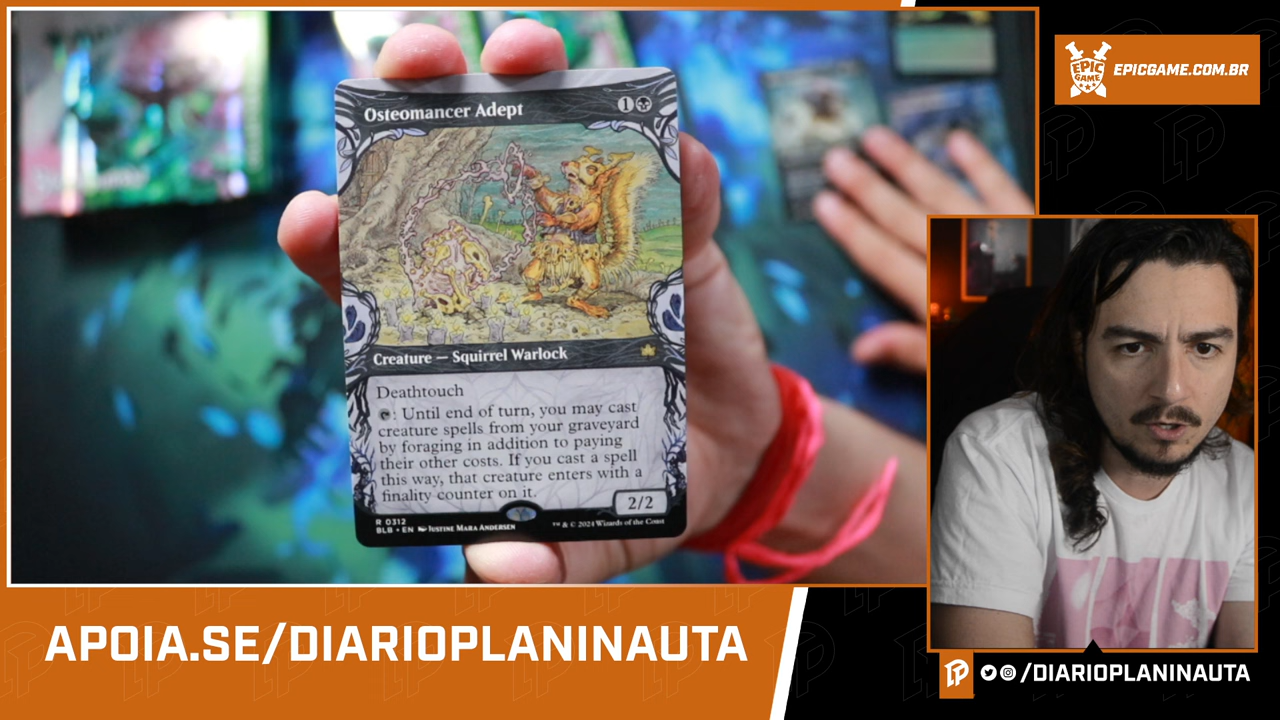 Osteomancer Adept
1
Creature — Squirrel Warlock
Deathtouch
: Until end of turn, you may cast
creature spells from your graveyard
by foraging in addition to paying
their other costs. If you cast a spell
this way, that creature enters with a
finality counter on it.
2/2
R 0312
BLB • EN JUSTINE MARA ANDERSEN
™ & © 2024 Wizards of the Coast
EPIC
GAME
EPICGAME.COM.BR
APOIA.SE/DIARIOPLANINAUTA
/DIARIOPLANINAUTA